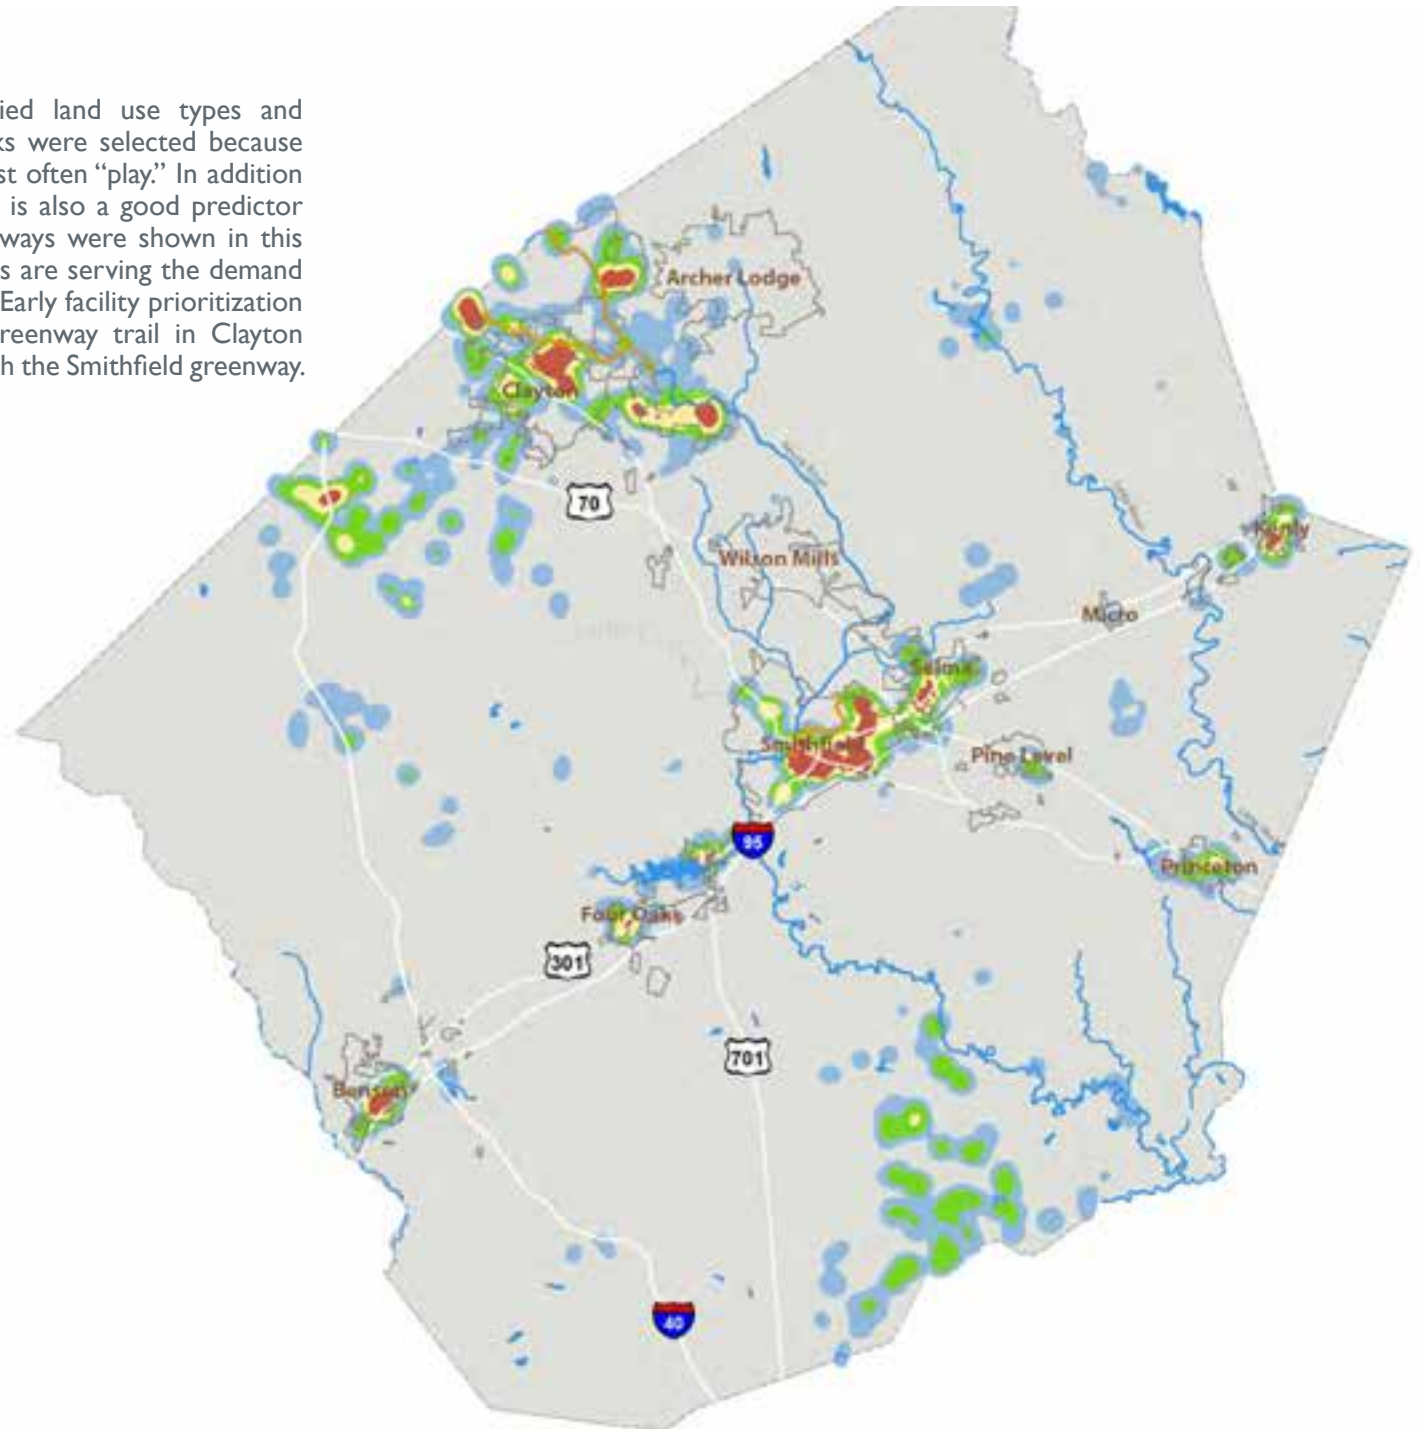 ied land use types and
ks were selected because
st often “play.” In addition
is also a good predictor
ways were shown in this
s are serving the demand
Early facility prioritization
reenway trail in Clayton
h the Smithfield greenway.
Archer Lodge
Clayton
70
Wilson Mills
Kenly
Micro
Selma
Smithfield
Pine Level
95
Princeton
Four Oaks
301
701
Benson
40